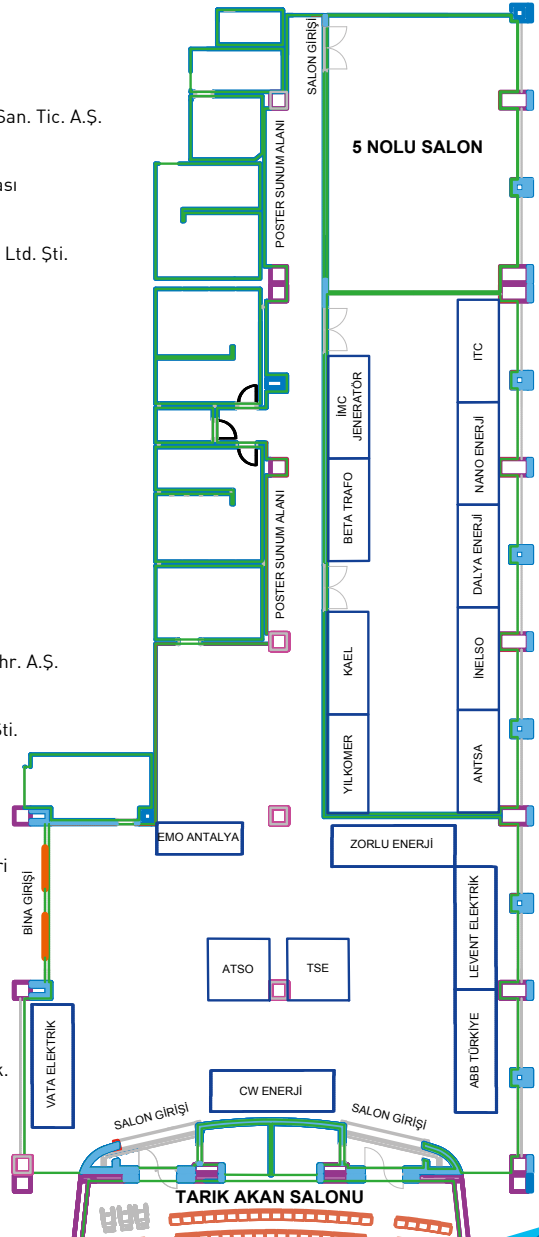 SALON GİRİŞİ
San. Tic. A.Ş.
5 NOLU SALON
POSTER SUNUM ALANI
ası
Ltd. Şti.
ITC
İMC
JENERATÖR
NANO ENERJİ
BETA TRAFO
DALYA ENERJİ
POSTER SUNUM ALANI
KAEL
İNELSO
hr. A.Ş.
Şti.
YILKOMER
ANTSA
EMO ANTALYA
ZORLU ENERJİ
ri
BİNA GİRİŞİ
LEVENT ELEKTRİK
ATSO
TSE
VATA ELEKTRİK
ABB TÜRKİYE
k.
CW ENERJİ
SALON GİRİŞİ
SALON GİRİŞİ
TARIK AKAN SALONU